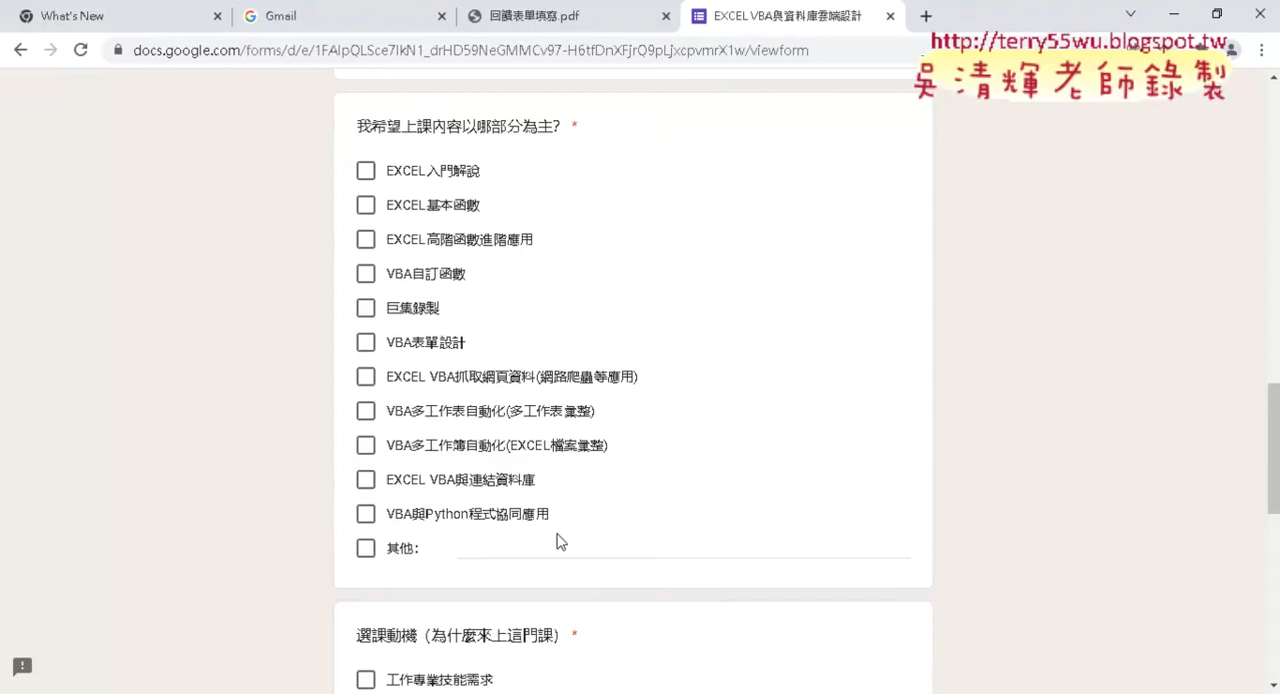 What's New
Gmail
回饋表單填寫.pdf
EXCEL VBA與資料庫雲端設計
docs.google.com/forms/d/e/1FAIpQLSce7IkN1_drHD59NeGMMCv97-H6tfDnXFJrQ9pLJxcpvmrX1w/viewform
http://terry55wu.blogspot.tw
吳清輝老師錄製
我希望上課內容以哪部分為主? *
EXCEL入門解說
EXCEL基本函數
EXCEL高階函數進階應用
VBA自訂函數
巨集錄製
VBA表單設計
EXCEL VBA抓取網頁資料(網路爬蟲等應用)
VBA多工作表自動化(多工作表彙整)
VBA多工作簿自動化(EXCEL檔案彙整)
EXCEL VBA與連結資料庫
VBA與Python程式協同應用
其他:
選課動機（為什麼來上這門課） *
工作專業技能需求